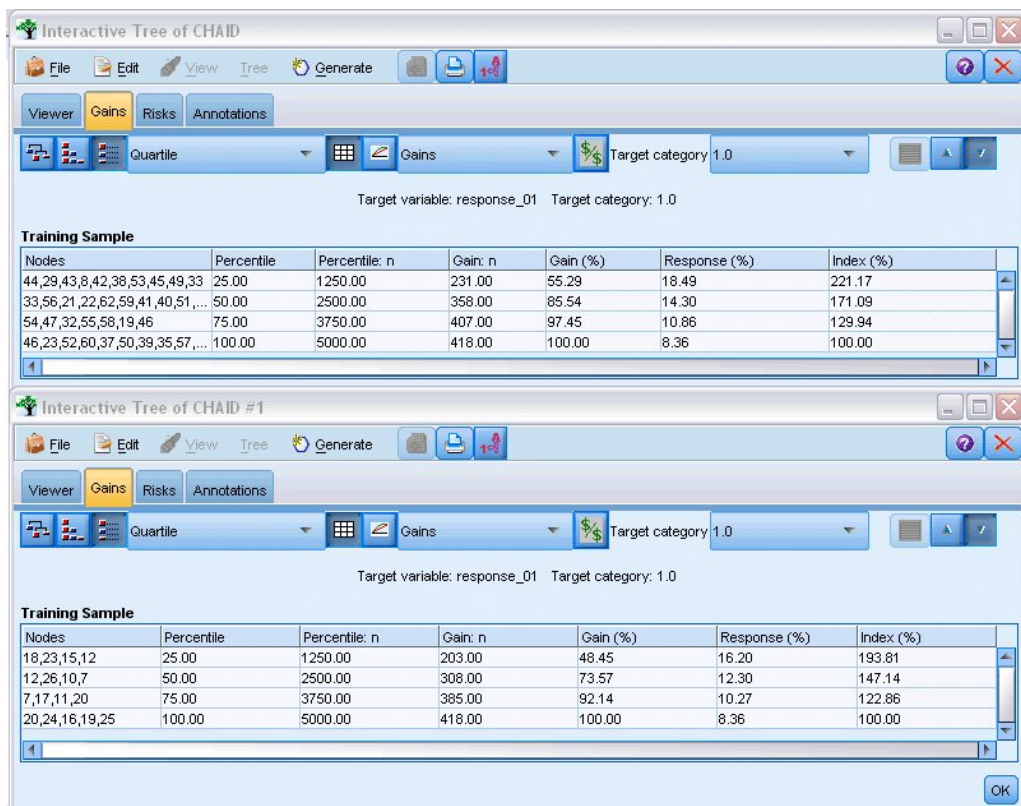 Interactive Tree of CHAID
File Edit View Tree Generate
Viewer Gains Risks Annotations
Quartile Gains Target category 1.0
Target variable: response_01 Target category: 1.0
Training Sample
Nodes Percentile Percentile: n Gain: n Gain (%) Response (%) Index (%)
44,29,43,8,42,38,53,45,49,33 25.00 1250.00 231.00 55.29 18.49 221.17
33,56,21,22,62,59,41,40,51,... 50.00 2500.00 358.00 85.54 14.30 171.09
54,47,32,55,58,19,46 75.00 3750.00 407.00 97.45 10.86 129.94
46,23,52,60,37,50,39,35,57,... 100.00 5000.00 418.00 100.00 8.36 100.00
Interactive Tree of CHAID #1
File Edit View Tree Generate
Viewer Gains Risks Annotations
Quartile Gains Target category 1.0
Target variable: response_01 Target category: 1.0
Training Sample
Nodes Percentile Percentile: n Gain: n Gain (%) Response (%) Index (%)
18,23,15,12 25.00 1250.00 203.00 48.45 16.20 193.81
12,26,10,7 50.00 2500.00 308.00 73.57 12.30 147.14
7,17,11,20 75.00 3750.00 385.00 92.14 10.27 122.86
20,24,16,19,25 100.00 5000.00 418.00 100.00 8.36 100.00
OK